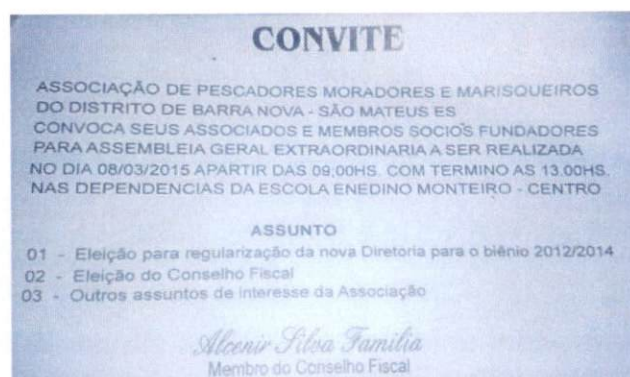 CONVITE
ASSOCIAÇÃO DE PESCADORES MORADORES E MARISQUEIROS
DO DISTRITO DE BARRA NOVA - SÃO MATEUS ES
CONVOCA SEUS ASSOCIADOS E MEMBROS SOCIOS FUNDADORES
PARA ASSEMBLEIA GERAL EXTRAORDINARIA A SER REALIZADA
NO DIA 08/03/2015 APARTIR DAS 09:00HS. COM TERMINO AS 13.00HS.
NAS DEPENDENCIAS DA ESCOLA ENEDINO MONTEIRO - CENTRO
ASSUNTO
01 - Eleição para regularização da nova Diretoria para o biênio 2012/2014
02 - Eleição do Conselho Fiscal
03 - Outros assuntos de interesse da Associação
Alcenir Silva Familia
Membro do Conselho Fiscal